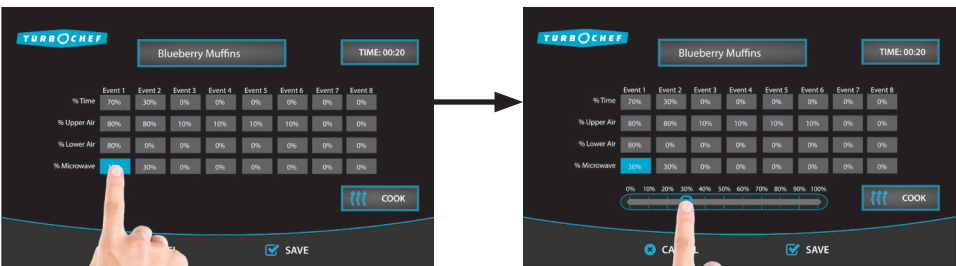 TURBOCHEF
Blueberry Muffins
TIME: 00:20
Event 1 Event 2 Event 3 Event 4 Event 5 Event 6 Event 7 Event 8
% Time 70% 30% 0% 0% 0% 0% 0% 0%
% Upper Air 80% 80% 10% 10% 10% 10% 0% 0%
% Lower Air 80% 0% 0% 0% 0% 0% 0% 0%
% Microwave 30% 0% 0% 0% 0% 0% 0%
COOK
SAVE
TURBOCHEF
Blueberry Muffins
TIME: 00:20
Event 1 Event 2 Event 3 Event 4 Event 5 Event 6 Event 7 Event 8
% Time 70% 30% 0% 0% 0% 0% 0% 0%
% Upper Air 80% 80% 10% 10% 10% 10% 0% 0%
% Lower Air 80% 0% 0% 0% 0% 0% 0% 0%
% Microwave 30% 30% 0% 0% 0% 0% 0% 0%
0% 10% 20% 30% 40% 50% 60% 70% 80% 90% 100%
COOK
SAVE